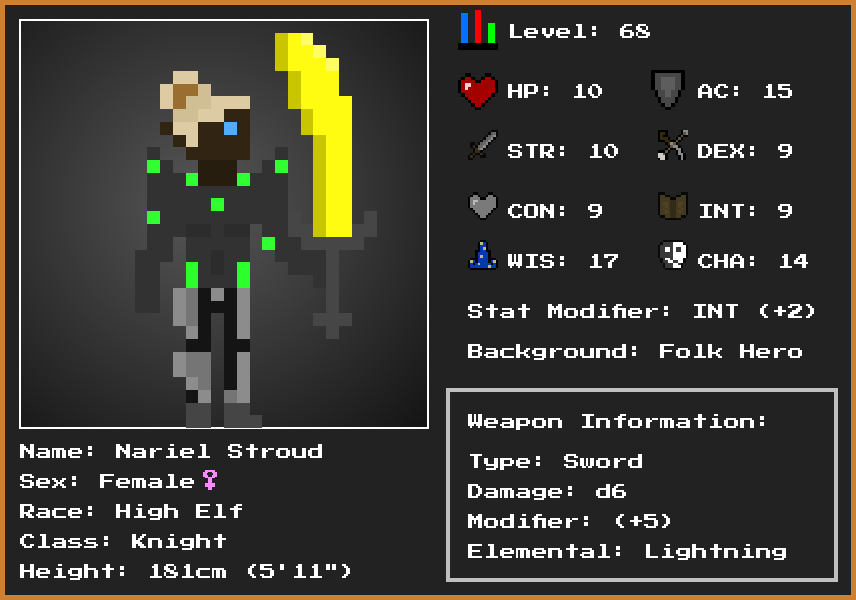 Level: 68
HP: 10
AC: 15
STR: 10
DEX: 9
CON: 9
INT: 9
WIS: 17
CHA: 14
Stat Modifier: INT (+2)
Background: Folk Hero
Weapon Information:
Type: Sword
Damage: d6
Modifier: (+5)
Elemental: Lightning
Name: Nariel Stroud
Sex: Female♀
Race: High Elf
Class: Knight
Height: 181cm (5'11")